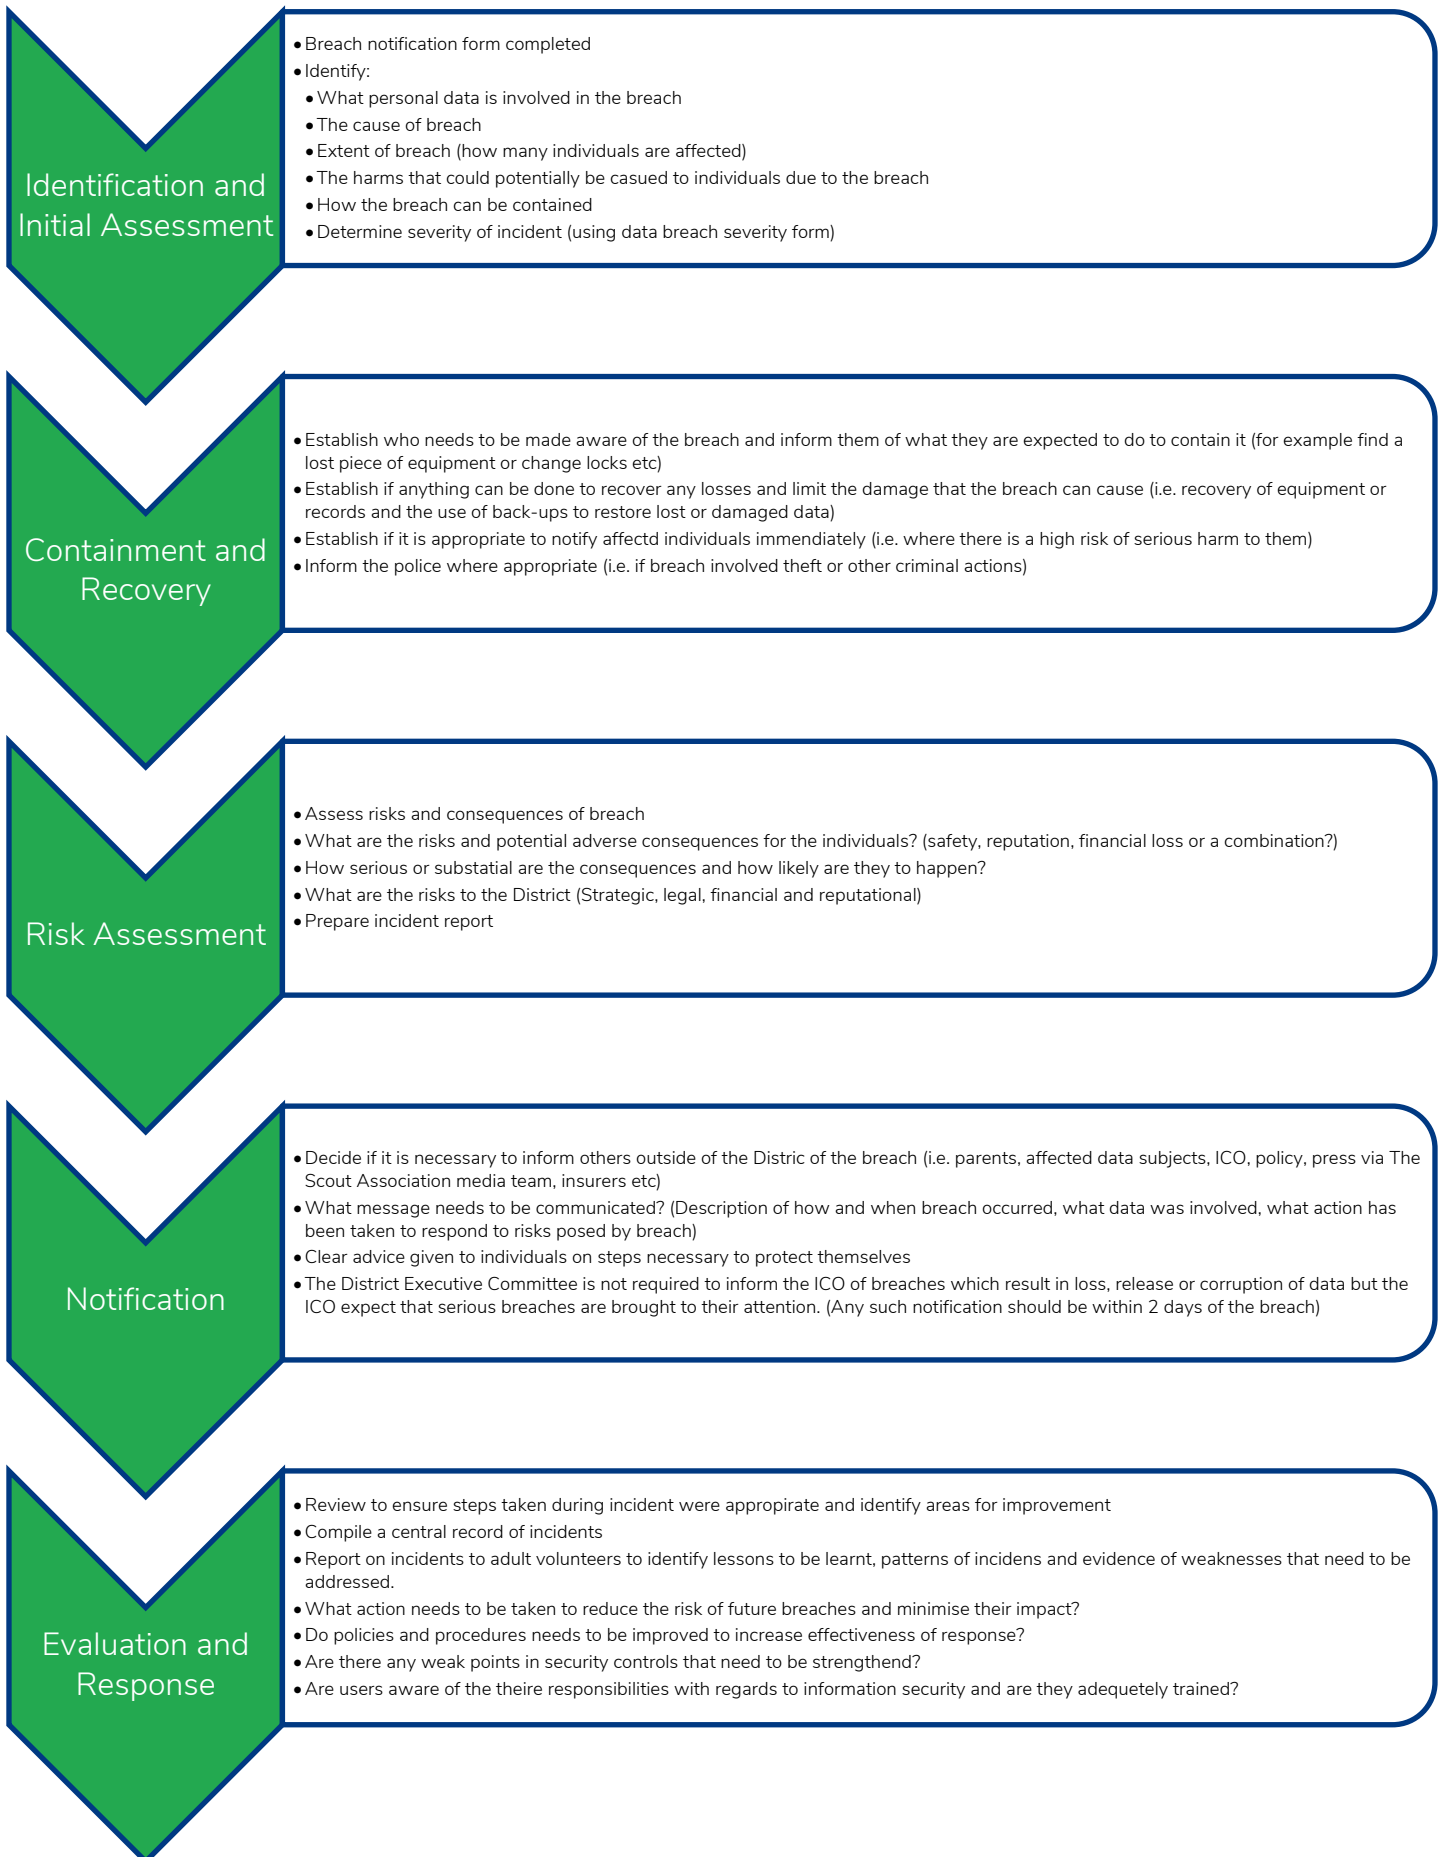 Identification and
Initial Assessment
•Breach notification form completed
•Identify:
•What personal data is involved in the breach
•The cause of breach
•Extent of breach (how many individuals are affected)
•The harms that could potentially be casued to individuals due to the breach
•How the breach can be contained
•Determine severity of incident (using data breach severity form)
Containment and
Recovery
•Establish who needs to be made aware of the breach and inform them of what they are expected to do to contain it (for example find a
lost piece of equipment or change locks etc)
•Establish if anything can be done to recover any losses and limit the damage that the breach can cause (i.e. recovery of equipment or
records and the use of back-ups to restore lost or damaged data)
•Establish if it is appropriate to notify affectd individuals immendiately (i.e. where there is a high risk of serious harm to them)
•Inform the police where appropriate (i.e. if breach involved theft or other criminal actions)
Risk Assessment
•Assess risks and consequences of breach
•What are the risks and potential adverse consequences for the individuals? (safety, reputation, financial loss or a combination?)
•How serious or substatial are the consequences and how likely are they to happen?
•What are the risks to the District (Strategic, legal, financial and reputational)
•Prepare incident report
Notification
•Decide if it is necessary to inform others outside of the Distric of the breach (i.e. parents, affected data subjects, ICO, policy, press via The
Scout Association media team, insurers etc)
•What message needs to be communicated? (Description of how and when breach occurred, what data was involved, what action has
been taken to respond to risks posed by breach)
•Clear advice given to individuals on steps necessary to protect themselves
•The District Executive Committee is not required to inform the ICO of breaches which result in loss, release or corruption of data but the
ICO expect that serious breaches are brought to their attention. (Any such notification should be within 2 days of the breach)
Evaluation and
Response
•Review to ensure steps taken during incident were appropirate and identify areas for improvement
•Compile a central record of incidents
•Report on incidents to adult volunteers to identify lessons to be learnt, patterns of incidens and evidence of weaknesses that need to be
addressed.
•What action needs to be taken to reduce the risk of future breaches and minimise their impact?
•Do policies and procedures needs to be improved to increase effectiveness of response?
•Are there any weak points in security controls that need to be strengthend?
•Are users aware of the theire responsibilities with regards to information security and are they adequetely trained?